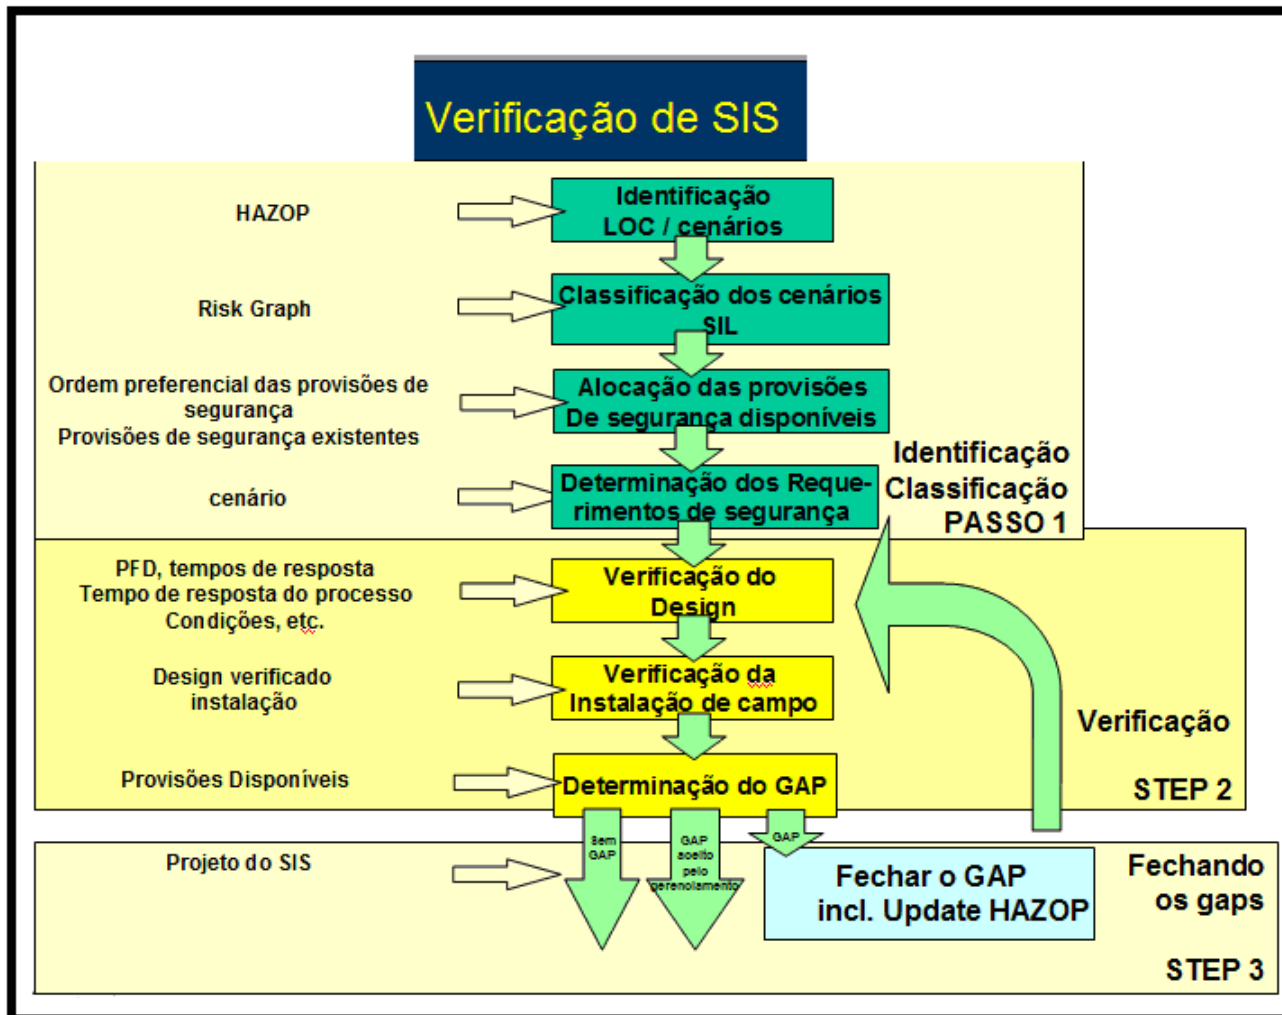 Verificação de SIS
HAZOP
Identificação
LOC / cenários
Risk Graph
Classificação dos cenários
SIL
Ordem preferencial das provisões de
segurança
Provisões de segurança existentes
Alocação das provisões
De segurança disponíveis
cenário
Determinação dos Reque-
rimentos de segurança
Identificação
Classificação
PASSO 1
PFD, tempos de resposta
Tempo de resposta do processo
Condições, etc.
Verificação do
Design
Design verificado
instalação
Verificação da
Instalação de campo
Verificação
STEP 2
Provisões Disponíveis
Determinação do GAP
Sem
GAP
GAP
aceito
pelo
gerenciamento
GAP
Projeto do SIS
Fechar o GAP
incl. Update HAZOP
Fechando
os gaps
STEP 3